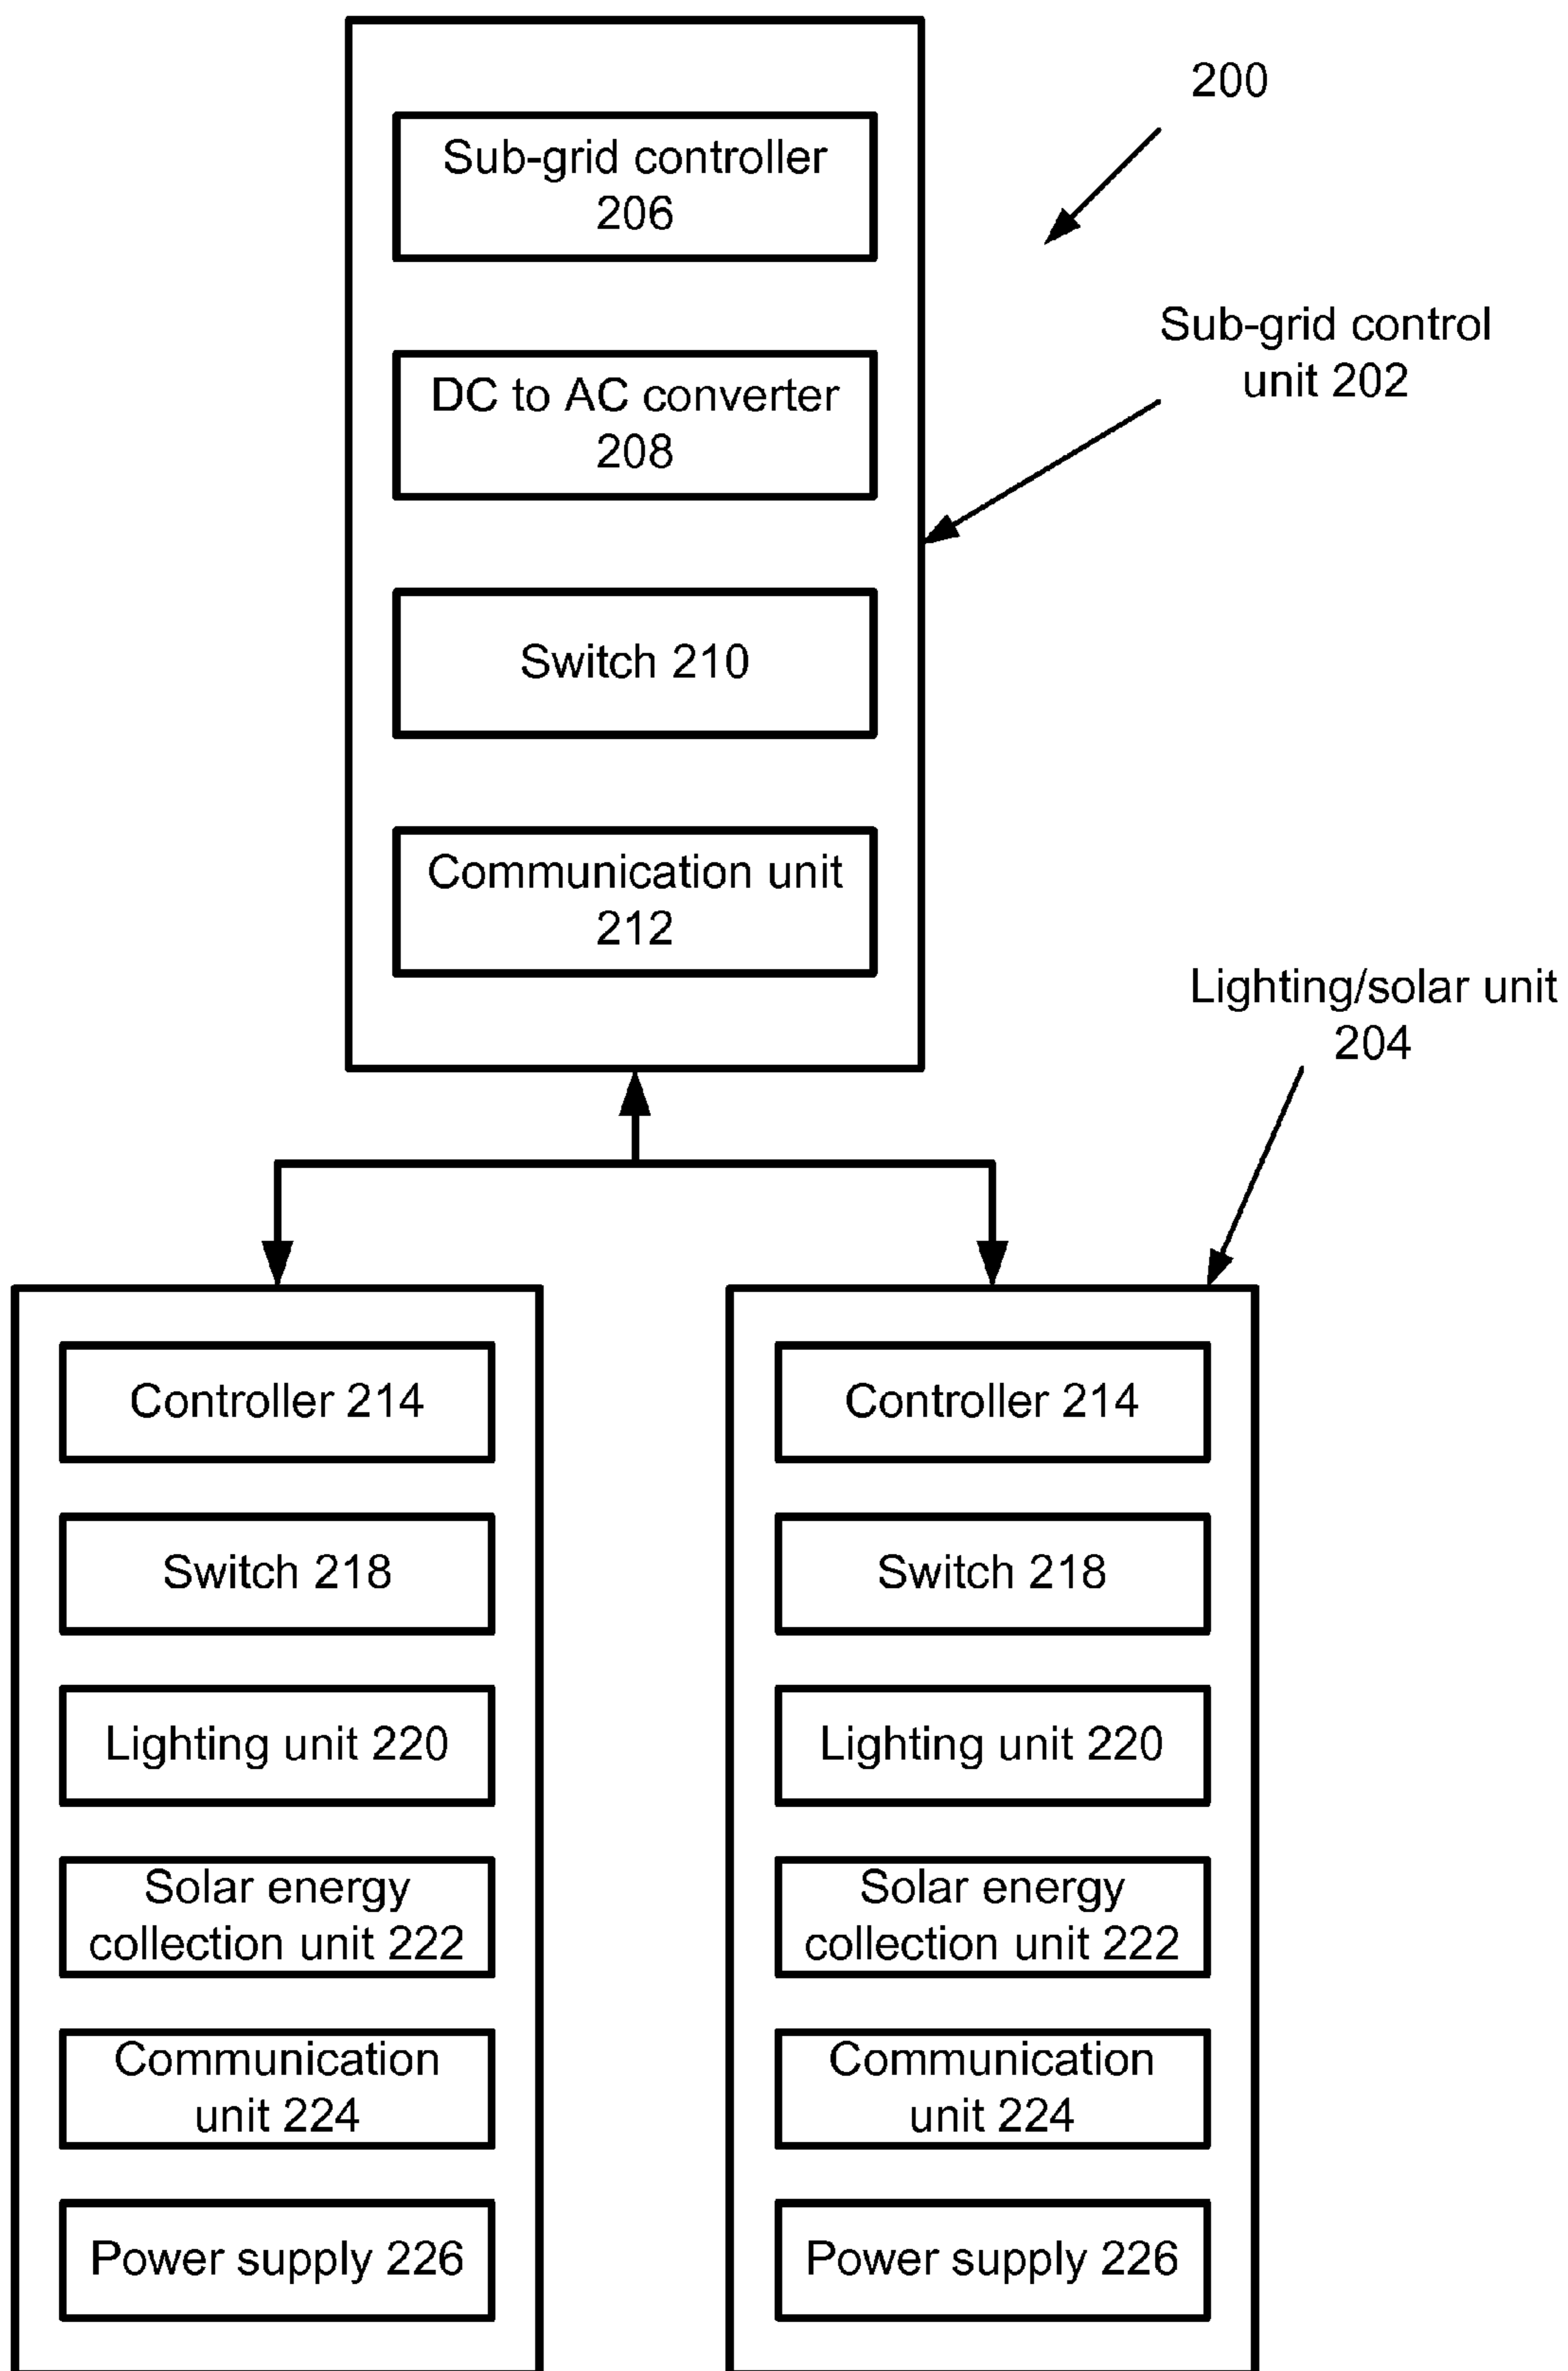 200
Sub-grid controller
206
Sub-grid control
unit 202
DC to AC converter
208
Switch 210
Communication unit
212
Lighting/solar unit
204
Controller 214
Switch 218
Lighting unit 220
Solar energy
collection unit 222
Communication
unit 224
Power supply 226
Controller 214
Switch 218
Lighting unit 220
Solar energy
collection unit 222
Communication
unit 224
Power supply 226